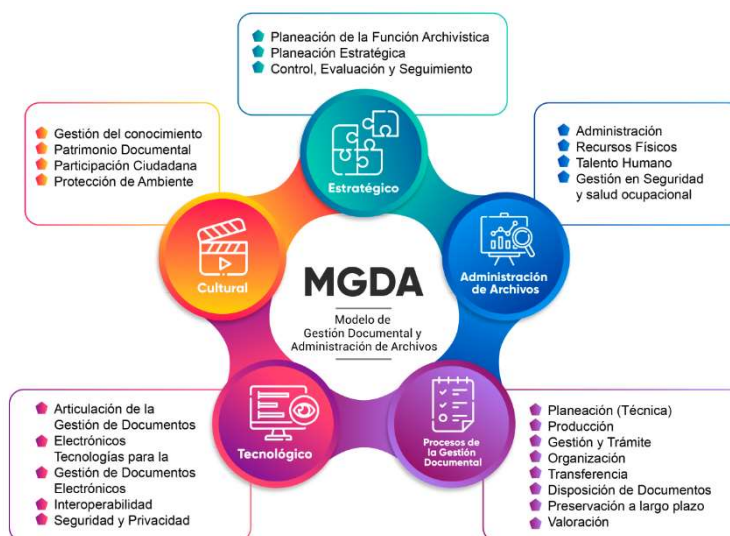 Planeación de la Función Archivística
Planeación Estratégica
Control, Evaluación y Seguimiento
Gestión del conocimiento
Patrimonio Documental
Participación Ciudadana
Protección de Ambiente
Administración
Recursos Físicos
Talento Humano
Gestión en Seguridad
y salud ocupacional
Estratégico
Cultural
Administración
de Archivos
MGDA
Modelo de
Gestión Documental y
Administración de Archivos
Tecnológico
Procesos de
la Gestión
Documental
Articulación de la
Gestión de Documentos
Electrónicos
Tecnologías para la
Gestión de Documentos
Electrónicos
Interoperabilidad
Seguridad y Privacidad
Planeación (Técnica)
Producción
Gestión y Trámite
Organización
Transferencia
Disposición de Documentos
Preservación a largo plazo
Valoración